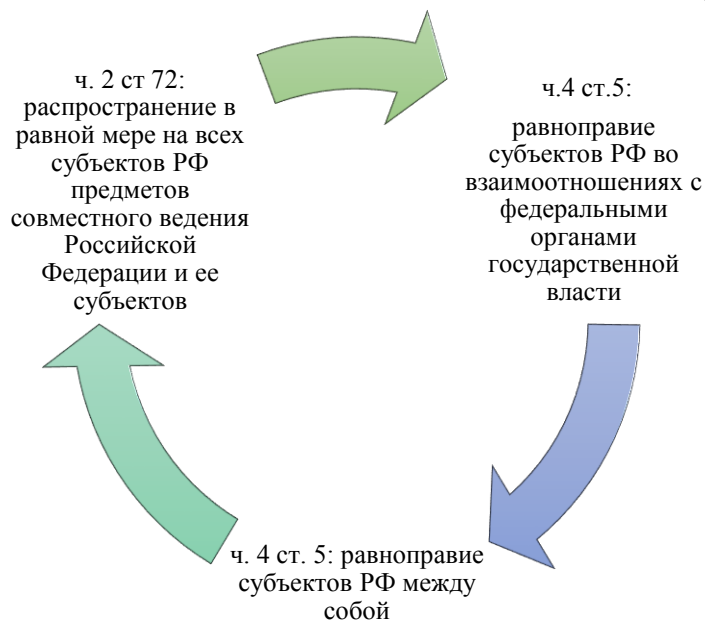 ч. 2 ст 72:
распространение в
равной мере на всех
субъектов РФ
предметов
совместного ведения
Российской
Федерации и ее
субъектов
ч.4 ст.5:
равноправие
субъектов РФ во
взаимоотношениях с
федеральными
органами
государственной
власти
ч. 4 ст. 5: равноправие
субъектов РФ между
собой